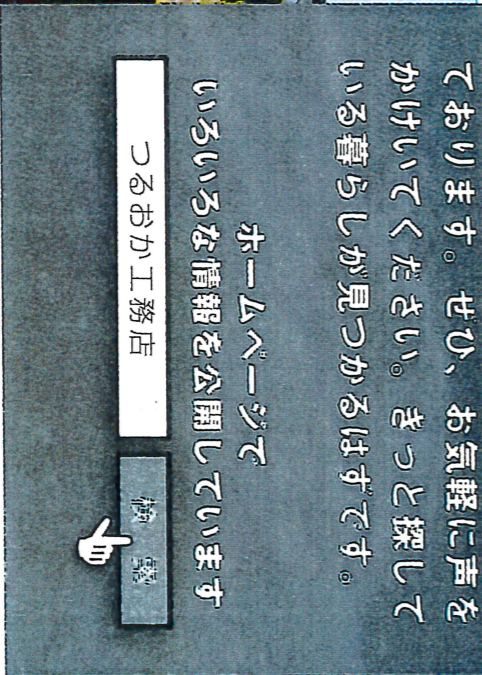 ております。ぜひ、お気軽に声を
かけいてください。きっと探して
いる暮らしが見つかるはずです。
ホームページで
いろいろな情報を公開しています
つるおか工務店
検索